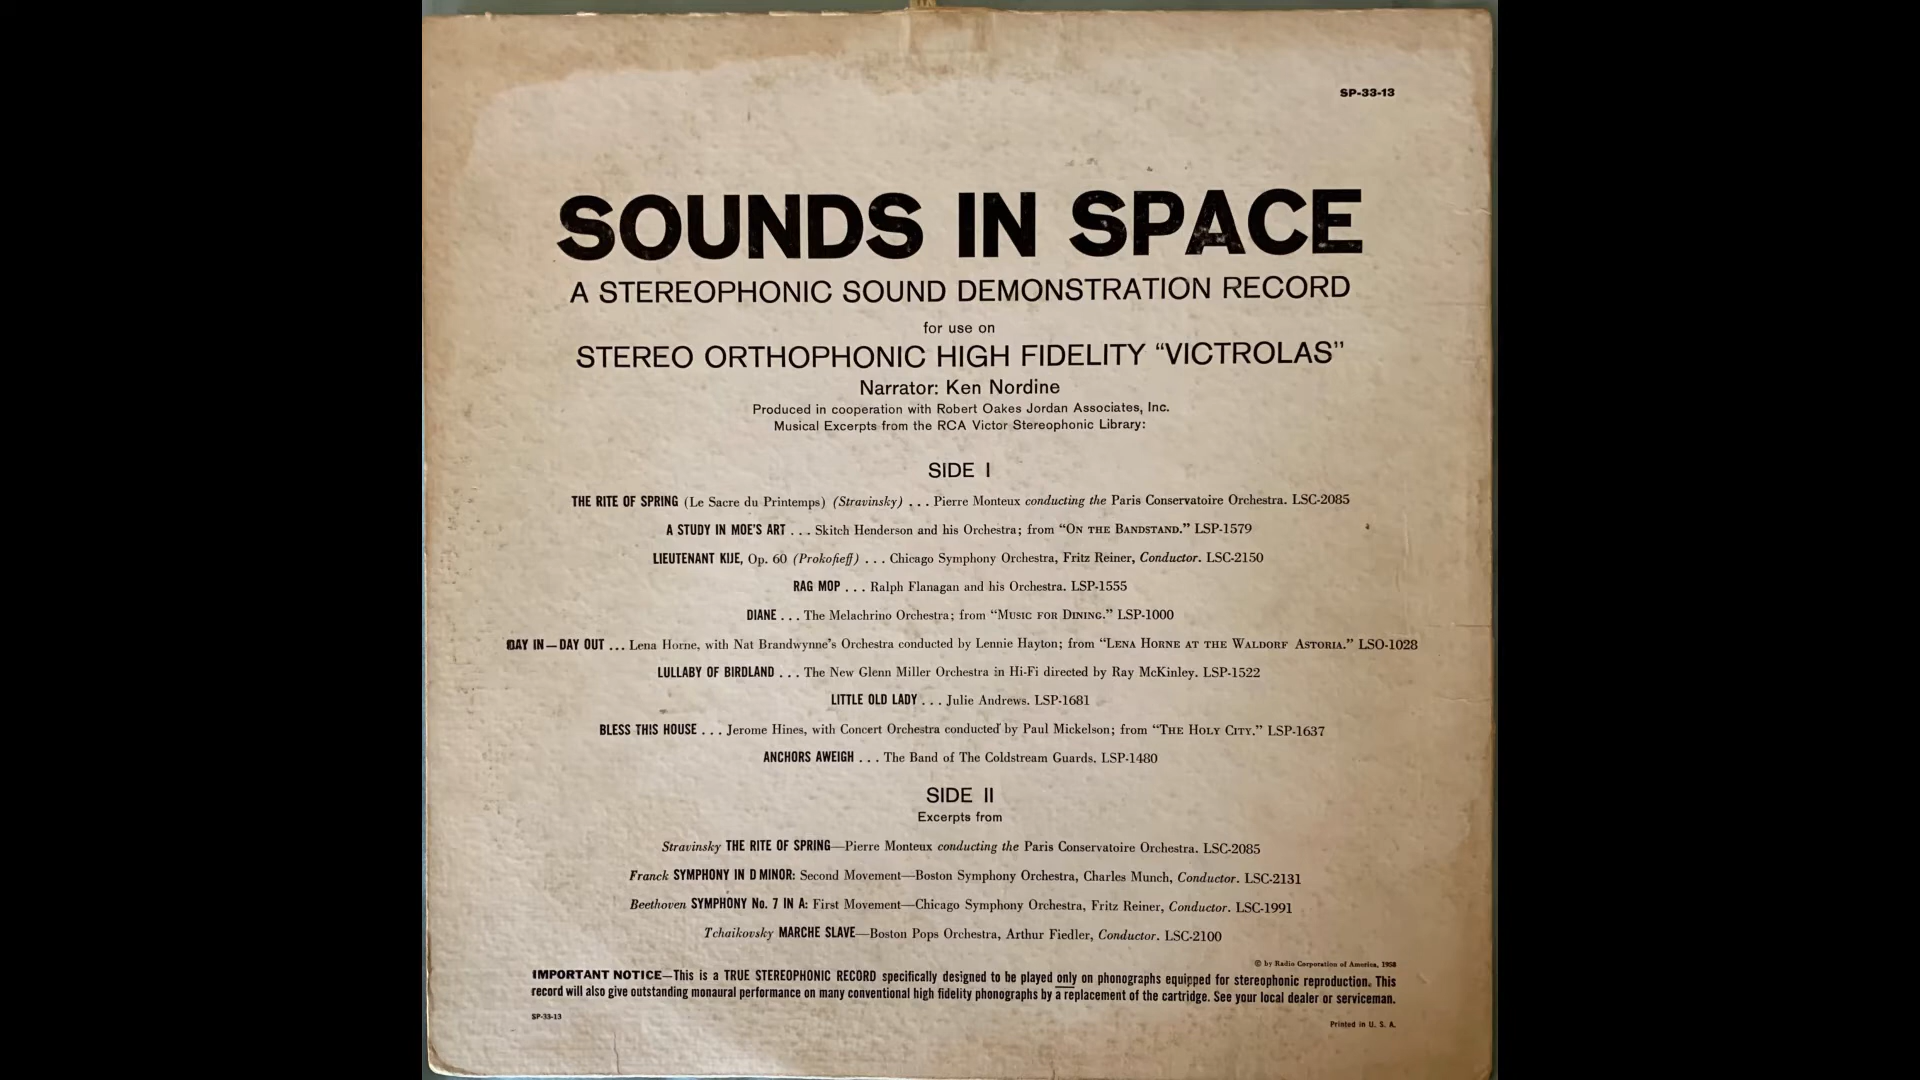 SP-33-13
SOUNDS IN SPACE
A STEREOPHONIC SOUND DEMONSTRATION RECORD
for use on
STEREO ORTHOPHONIC HIGH FIDELITY “VICTROLAS”
Narrator: Ken Nordine
Produced in cooperation with Robert Oakes Jordan Associates, Inc.
Musical Excerpts from the RCA Victor Stereophonic Library:
SIDE I
THE RITE OF SPRING (Le Sacre du Printemps) (Stravinsky) . . . Pierre Monteux conducting the Paris Conservatoire Orchestra. LSC-2085
A STUDY IN MOE'S ART . . . Skitch Henderson and his Orchestra; from “ON THE BANDSTAND.” LSP-1579
LIEUTENANT KIJE, Op. 60 (Prokofieff) . . . Chicago Symphony Orchestra, Fritz Reiner, Conductor. LSC-2150
RAG MOP . . . Ralph Flanagan and his Orchestra. LSP-1555
DIANE . . . The Melachrino Orchestra; from “MUSIC FOR DINING.” LSP-1000
DAY IN—DAY OUT ... Lena Horne, with Nat Brandwynne's Orchestra conducted by Lennie Hayton; from “LENA HORNE AT THE WALDORF ASTORIA.” LSO-1028
LULLABY OF BIRDLAND . . . The New Glenn Miller Orchestra in Hi-Fi directed by Ray McKinley. LSP-1522
LITTLE OLD LADY . . . Julie Andrews. LSP-1681
BLESS THIS HOUSE . . . Jerome Hines, with Concert Orchestra conducted by Paul Mickelson; from “THE HOLY CITY.” LSP-1637
ANCHORS AWEIGH . . . The Band of The Coldstream Guards. LSP-1480
SIDE II
Excerpts from
Stravinsky THE RITE OF SPRING—Pierre Monteux conducting the Paris Conservatoire Orchestra. LSC-2085
Franck SYMPHONY IN D MINOR: Second Movement—Boston Symphony Orchestra, Charles Munch, Conductor. LSC-2131
Beethoven SYMPHONY No. 7 IN A: First Movement—Chicago Symphony Orchestra, Fritz Reiner, Conductor. LSC-1991
Tchaikovsky MARCHE SLAVE—Boston Pops Orchestra, Arthur Fiedler, Conductor. LSC-2100
© by Radio Corporation of America, 1958
IMPORTANT NOTICE—This is a TRUE STEREOPHONIC RECORD specifically designed to be played only on phonographs equipped for stereophonic reproduction. This
record will also give outstanding monaural performance on many conventional high fidelity phonographs by a replacement of the cartridge. See your local dealer or serviceman.
SP-33-13
Printed in U. S. A.